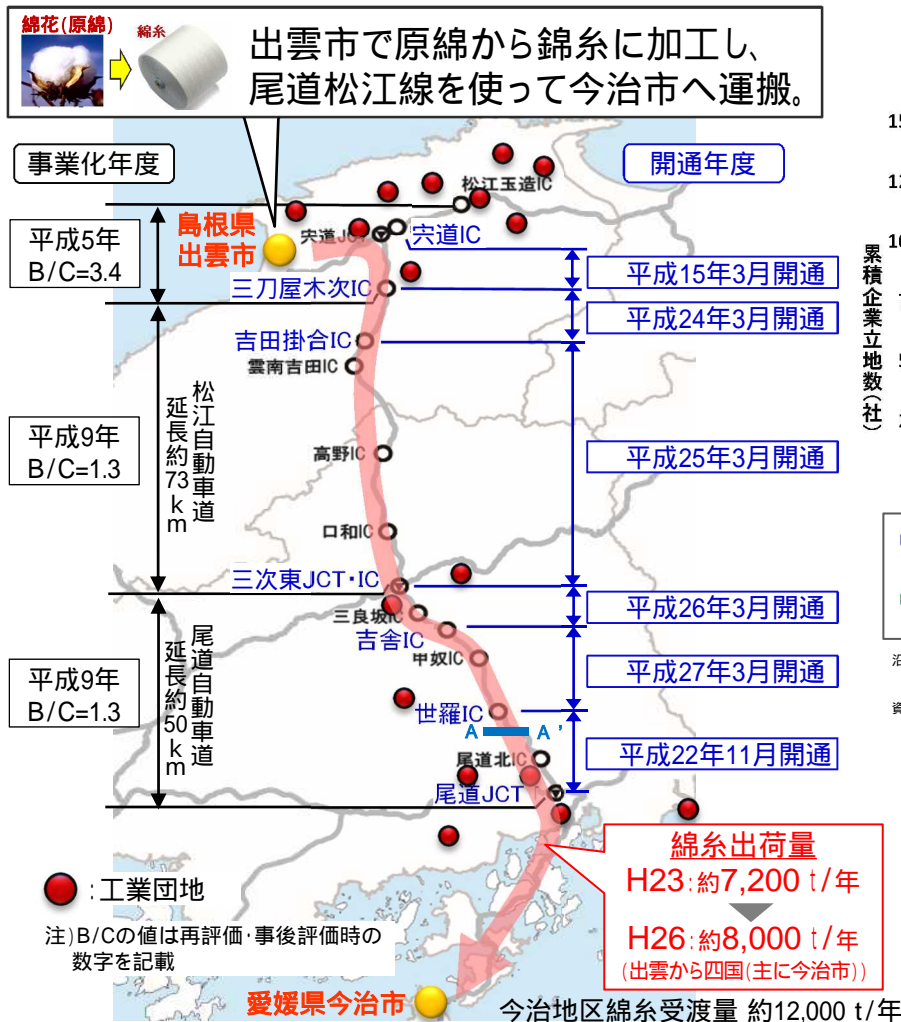 綿花(原綿)
綿糸
出雲市で原綿から錦糸に加工し、
尾道松江線を使って今治市へ運搬。
事業化年度
開通年度
松江玉造IC
島根県
出雲市
宍道JCT
宍道IC
平成5年
B/C=3.4
三刀屋木次IC
平成15年3月開通
平成24年3月開通
吉田掛合IC
雲南吉田IC
松江自動車道
延長約73km
平成9年
B/C=1.3
高野IC
平成25年3月開通
口和IC
三次東JCT・IC
三良坂IC
平成26年3月開通
吉舎IC
甲奴IC
尾道自動車道
延長約50km
平成9年
B/C=1.3
平成27年3月開通
世羅IC
A A'
尾道北IC
平成22年11月開通
尾道JCT
綿糸出荷量
H23:約7,200 t/年
H26:約8,000 t/年
(出雲から四国(主に今治市))
:工業団地
注)B/Cの値は再評価・事後評価時の
数字を記載
愛媛県今治市
今治地区綿糸受渡量 約12,000 t/年
累積企業立地数(社)